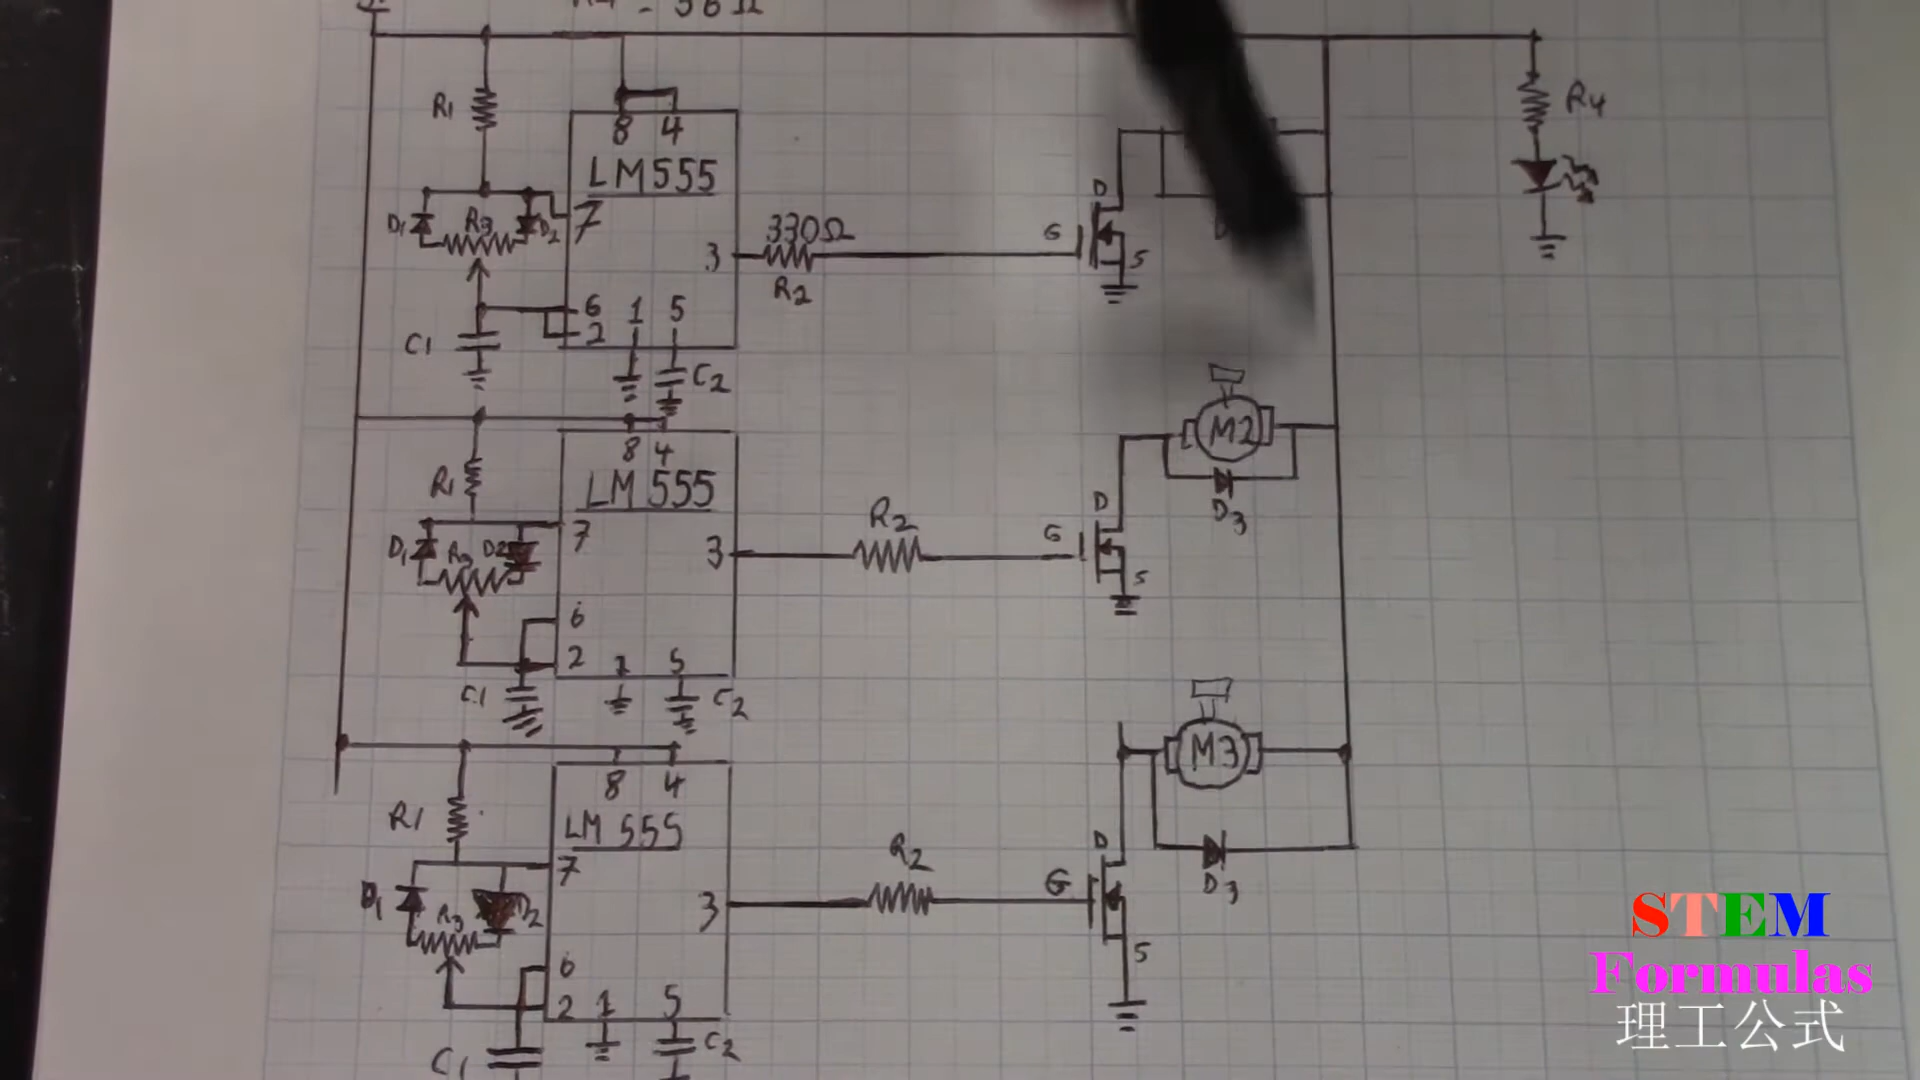 R4 - 56Ω
R1
8 4
LM555
R4
D1 R3 D2 7
3 330Ω
R2
G D S
6 1 5
2
C1
C2
8 4
R1
LM 555
M2
D3
D1 R3 D2 7
3
R2
G D S
6
2 1 5
C1
C2
8 4
R1
LM 555
M3
D3
7
D1 R3 D2
3
R2
G D S
6
2 1 5
C1
C2
STEM
Formulas
理工公式